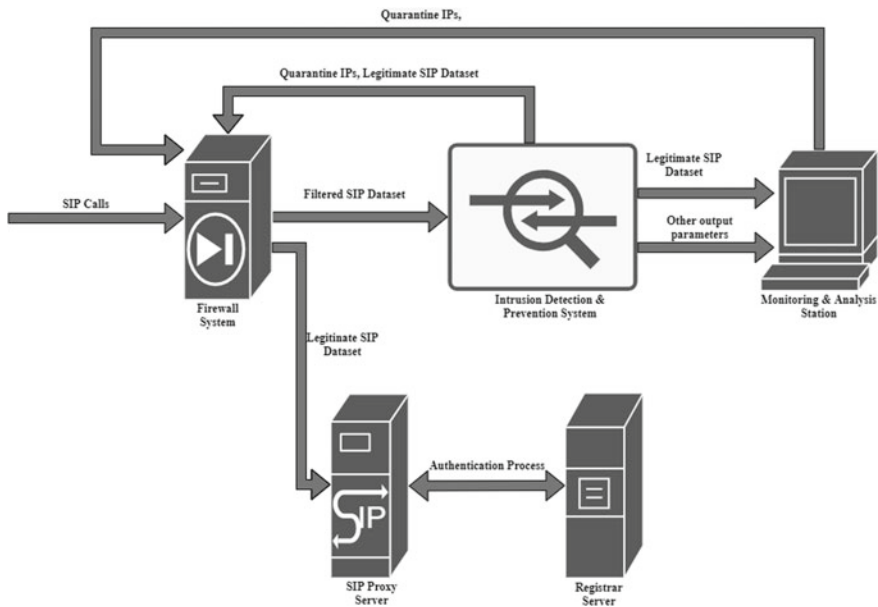 Quarantine IPs,
Quarantine IPs, Legitimate SIP Dataset
SIP Calls
Filtered SIP Dataset
Legitimate SIP
Dataset
Other output
parameters
Firewall
System
Intrusion Detection &
Prevention System
Monitoring & Analysis
Station
Legitinate SIP
Dataset
Authentication Process
SIP
SIP Proxy
Server
Registrar
Server